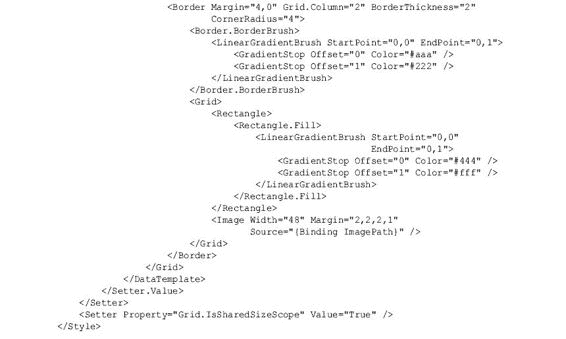 <Border Margin="4,0" Grid.Column="2" BorderThickness="2"
CornerRadius="4">
<Border.BorderBrush>
<LinearGradientBrush StartPoint="0,0" EndPoint="0,1">
<GradientStop Offset="0" Color="#aaa" />
<GradientStop Offset="1" Color="#222" />
</LinearGradientBrush>
</Border.BorderBrush>
<Grid>
<Rectangle>
<Rectangle.Fill>
<LinearGradientBrush StartPoint="0,0"
EndPoint="0,1">
<GradientStop Offset="0" Color="#444" />
<GradientStop Offset="1" Color="#fff" />
</LinearGradientBrush>
</Rectangle.Fill>
</Rectangle>
<Image Width="48" Margin="2,2,2,1"
Source="{Binding ImagePath}" />
</Grid>
</Border>
</Grid>
</DataTemplate>
</Setter.Value>
</Setter>
<Setter Property="Grid.IsSharedSizeScope" Value="True" />
</Style>